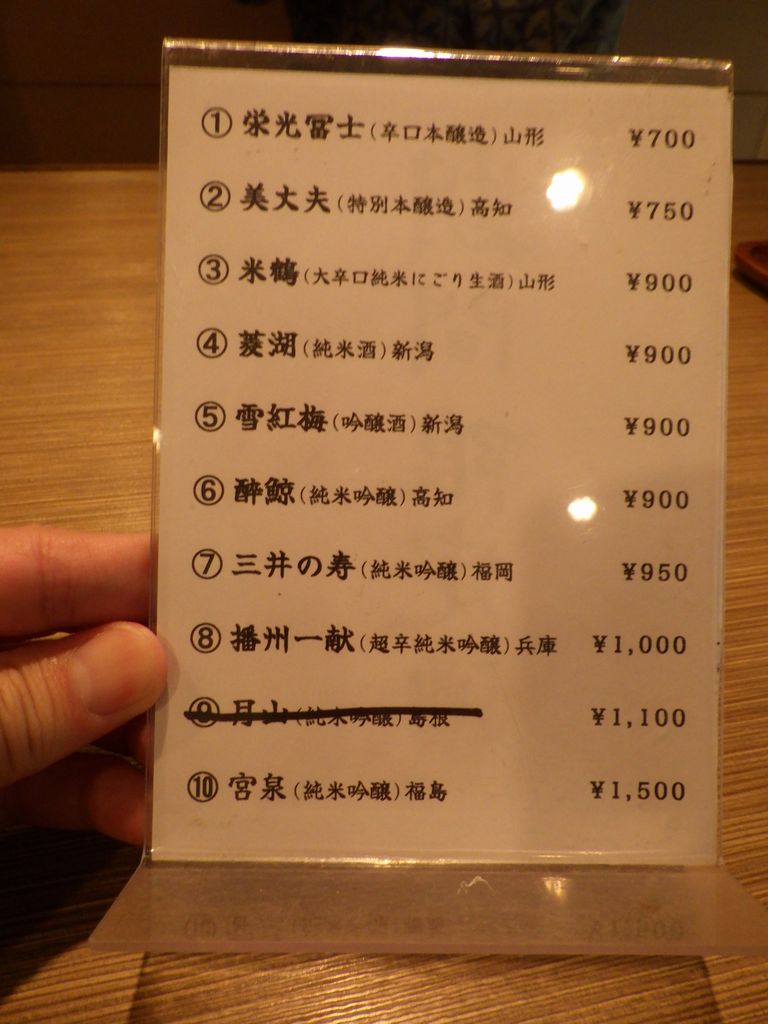 ① 栄光冨士(辛口本醸造)山形 ¥700
② 美丈夫(特別本醸造)高知 ¥750
③ 米鶴(大辛口純米にごり生酒)山形 ¥900
④ 菱湖(純米酒)新潟 ¥900
⑤ 雪紅梅(吟醸酒)新潟 ¥900
⑥ 酔鯨(純米吟醸)高知 ¥900
⑦ 三井の寿(純米吟醸)福岡 ¥950
⑧ 播州一献(超辛純米吟醸)兵庫 ¥1,000
⑨ 月山(純米吟醸)島根 ¥1,100
⑩ 宮泉(純米吟醸)福島 ¥1,500